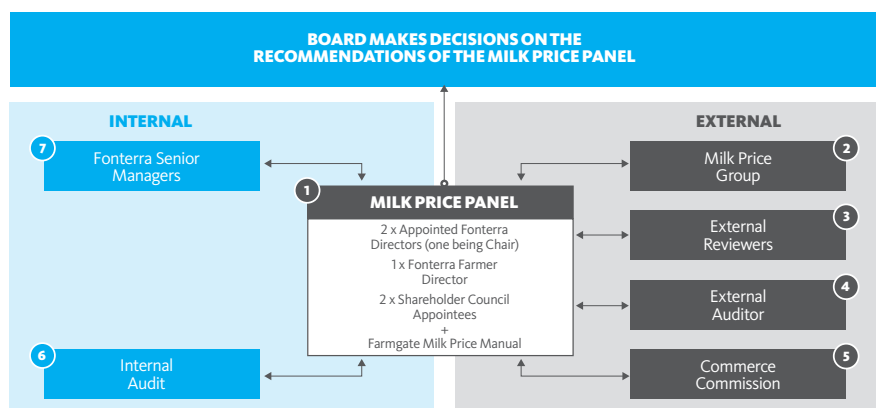 BOARD MAKES DECISIONS ON THE
RECOMMENDATIONS OF THE MILK PRICE PANEL
INTERNAL
EXTERNAL
7
Fonterra Senior
Managers
2
Milk Price
Group
1
MILK PRICE PANEL
2 x Appointed Fonterra
Directors (one being Chair)
1 x Fonterra Farmer
Director
2 x Shareholder Council
Appointees
+
Farmgate Milk Price Manual
3
External
Reviewers
4
External
Auditor
6
Internal
Audit
5
Commerce
Commission